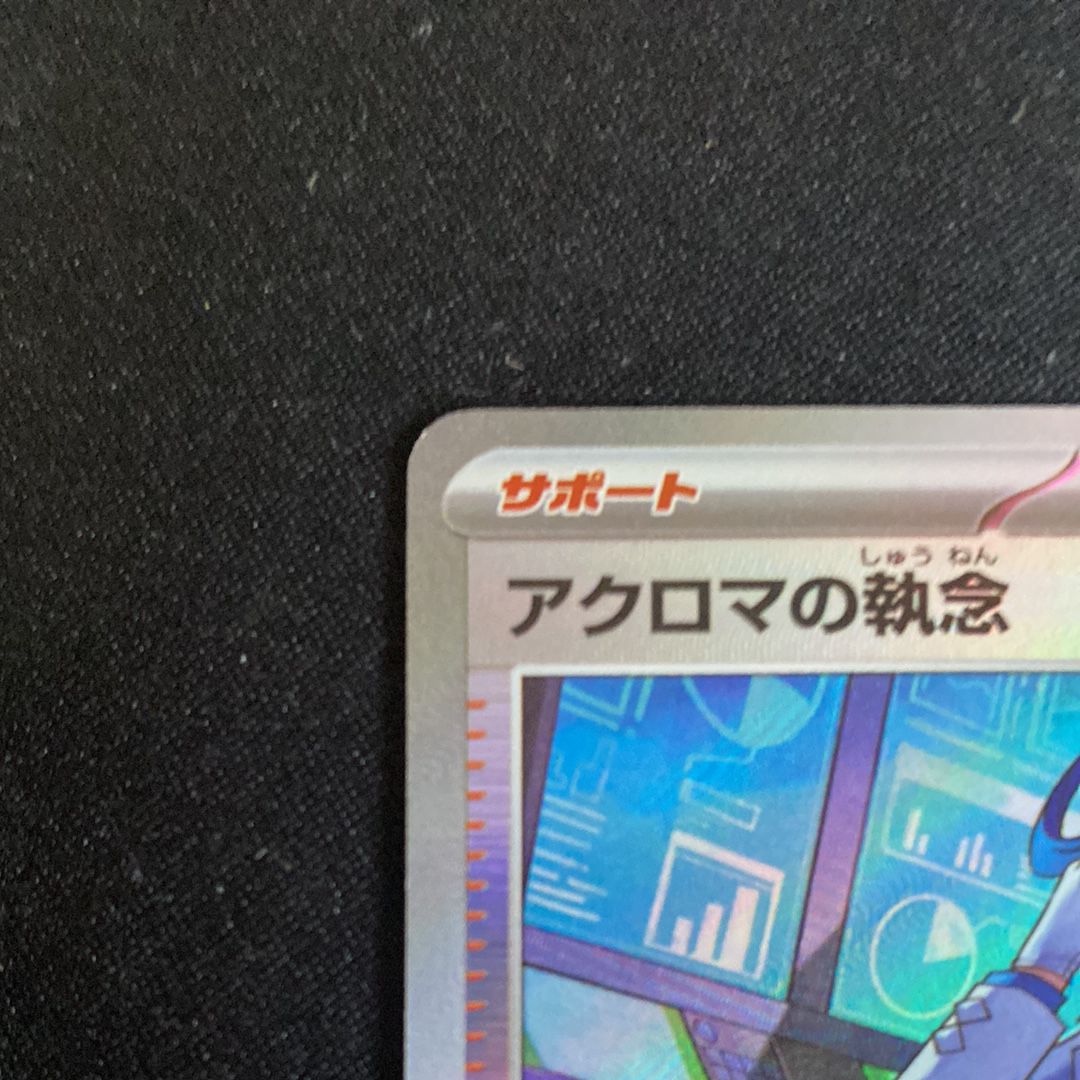 サポート
しゅうねん
アクロマの執念